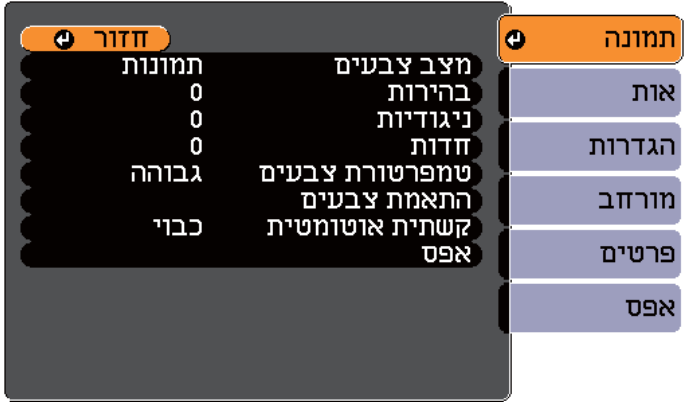 תמונה
אות
הגדרות
מורחב
פרטים
אפס
חזור
מצב צבעים תמונות
בהירות 0
ניגודיות 0
חדות 0
טמפרטורת צבעים גבוהה
התאמת צבעים
קשתית אוטומטית כבוי
אפס